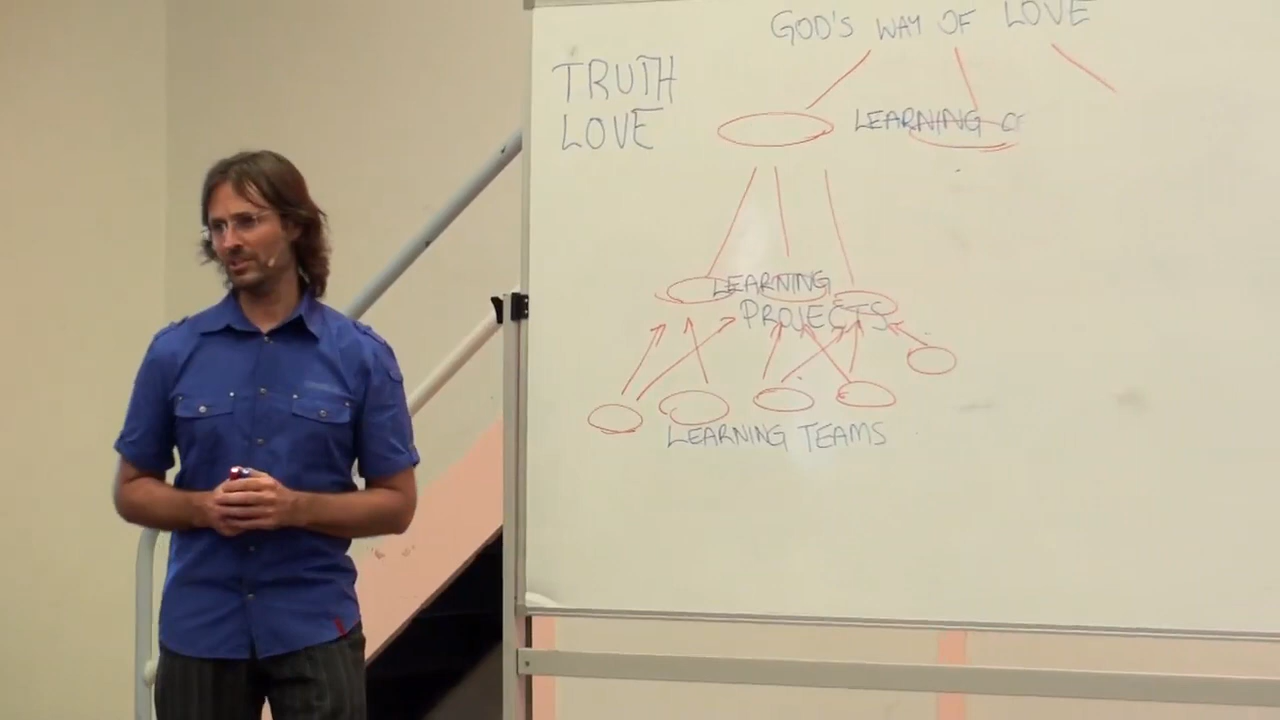 GOD'S WAY OF LOVE
TRUTH
LOVE
LEARNING
LEARNING
PROJECTS
LEARNING TEAMS